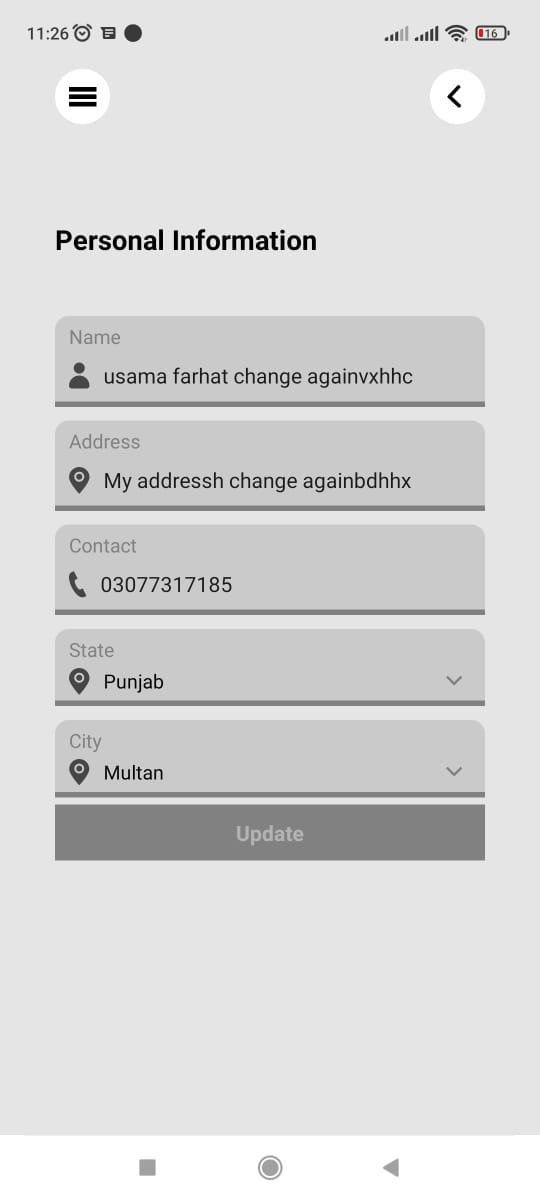 11:26
16
Personal Information
Name
usama farhat change againvxhhc
Address
My addressh change againbdhhx
Contact
03077317185
State
Punjab
City
Multan
Update